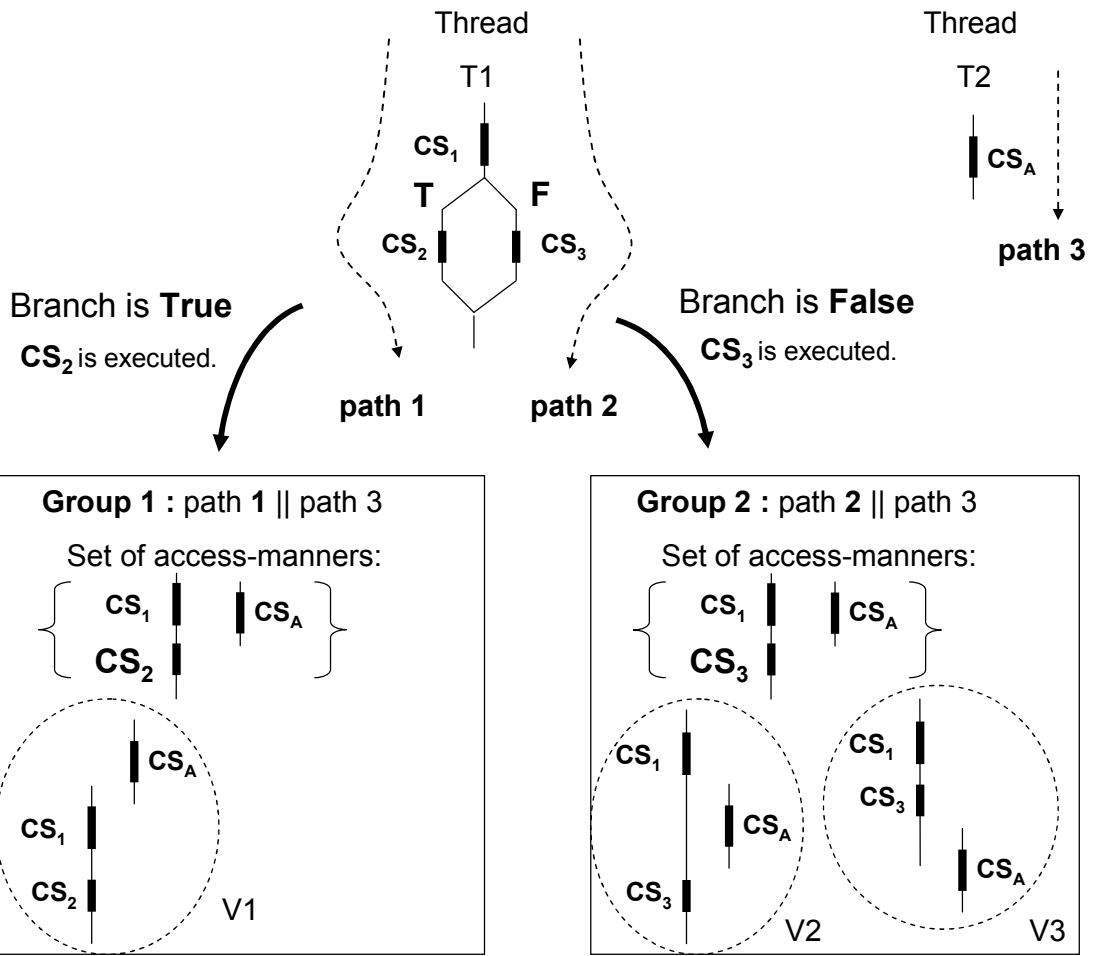 Thread
T1
CS1
T
F
CS2
CS3
Thread
T2
CSA
path 3
Branch is True
CS2 is executed.
Branch is False
CS3 is executed.
path 1
path 2
Group 1 : path 1 || path 3
Set of access-manners:
CS1
CSA
CS2
CSA
CS1
CS2
V1
Group 2 : path 2 || path 3
Set of access-manners:
CS1
CSA
CS3
CS1
CSA
CS3
V2
CS1
CS3
CSA
V3